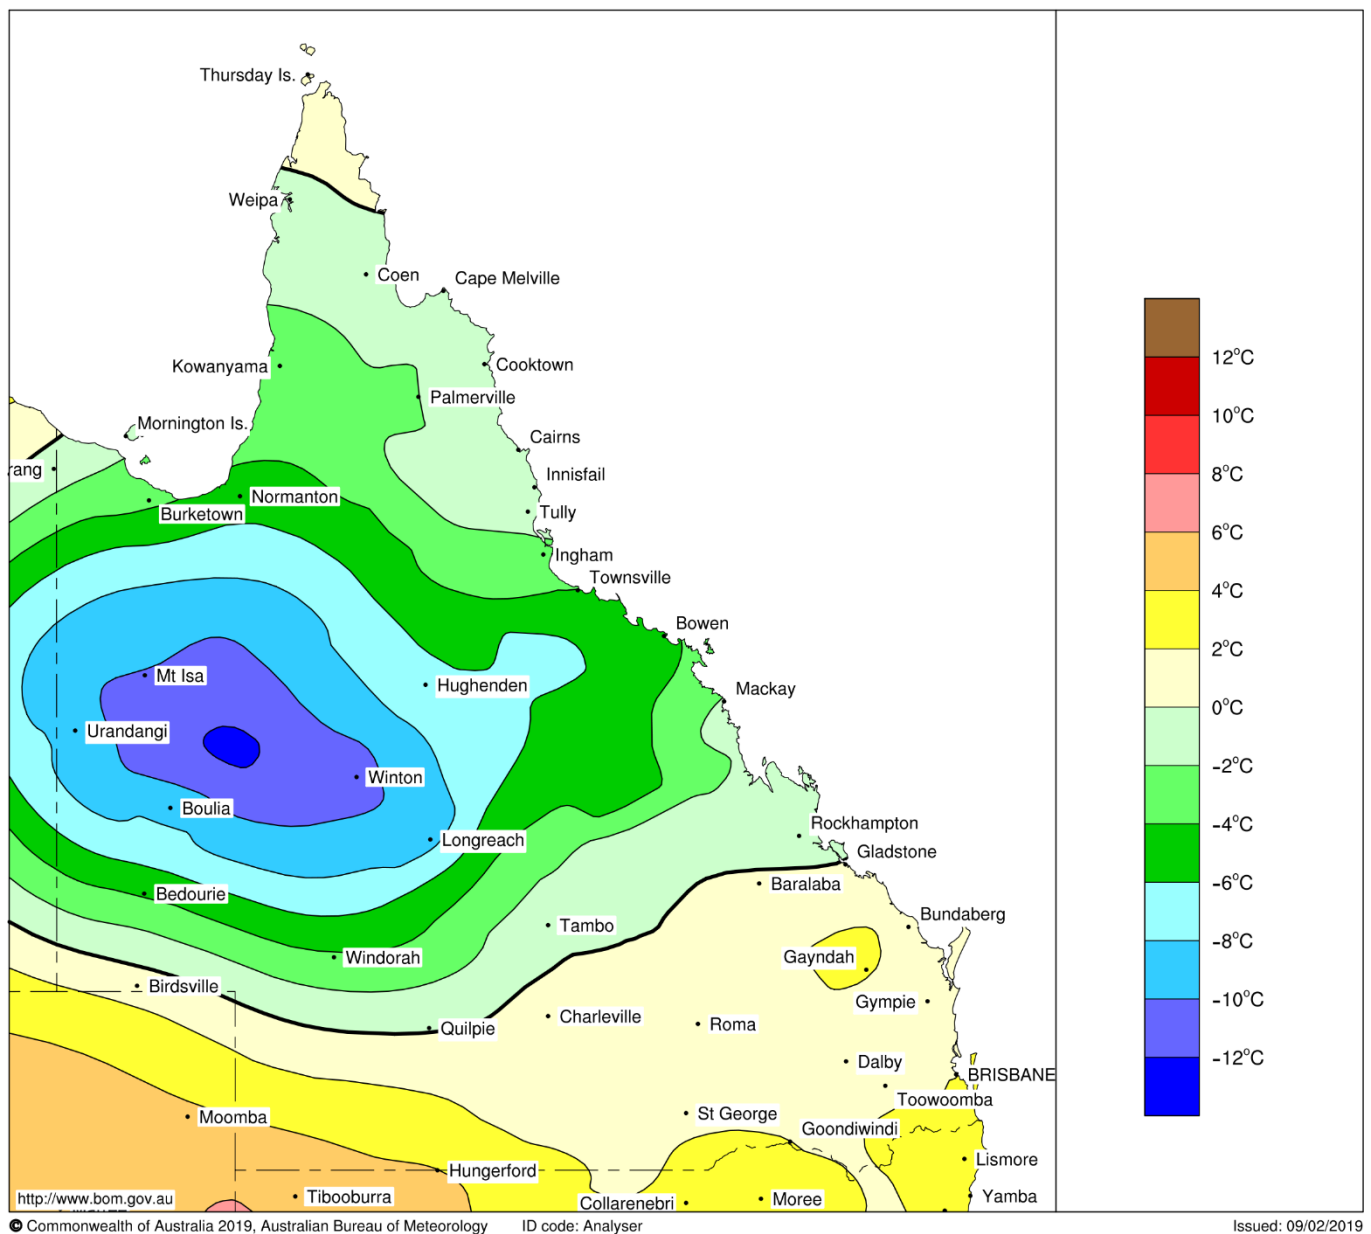 Thursday Is.
Weipa
Coen
Cape Melville
Kowanyama
Cooktown
Palmerville
Mornington Is.
Cairns
rang
Innisfail
Normanton
Burketown
Tully
Ingham
Townsville
Bowen
Mt Isa
Hughenden
Mackay
Urandangi
Winton
Boulia
Longreach
Rockhampton
Gladstone
Bedourie
Baralaba
Tambo
Bundaberg
Windorah
Gayndah
Birdsville
Gympie
Quilpie
Charleville
Roma
Dalby
BRISBANE
Toowoomba
Moomba
St George
Goondiwindi
Hungerford
Lismore
http://www.bom.gov.au
Tibooburra
Collarenebri
Moree
Yamba
12°C
10°C
8°C
6°C
4°C
2°C
0°C
-2°C
-4°C
-6°C
-8°C
-10°C
-12°C
© Commonwealth of Australia 2019, Australian Bureau of Meteorology
ID code: Analyser
Issued: 09/02/2019